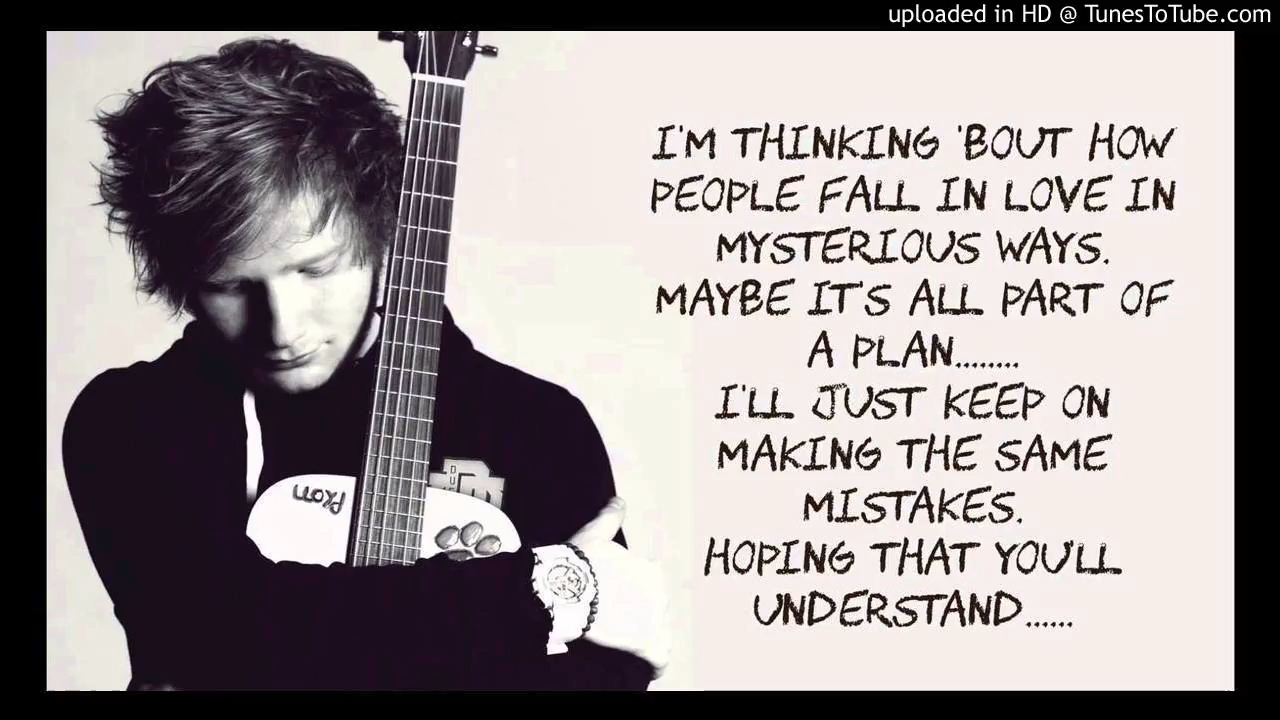 uploaded in HD @ TunesToTube.com
I'M THINKING 'BOUT HOW
PEOPLE FALL IN LOVE IN
MYSTERIOUS WAYS.
MAYBE IT'S ALL PART OF
A PLAN........
I'LL JUST KEEP ON
MAKING THE SAME
MISTAKES.
HOPING THAT YOU'LL
UNDERSTAND......